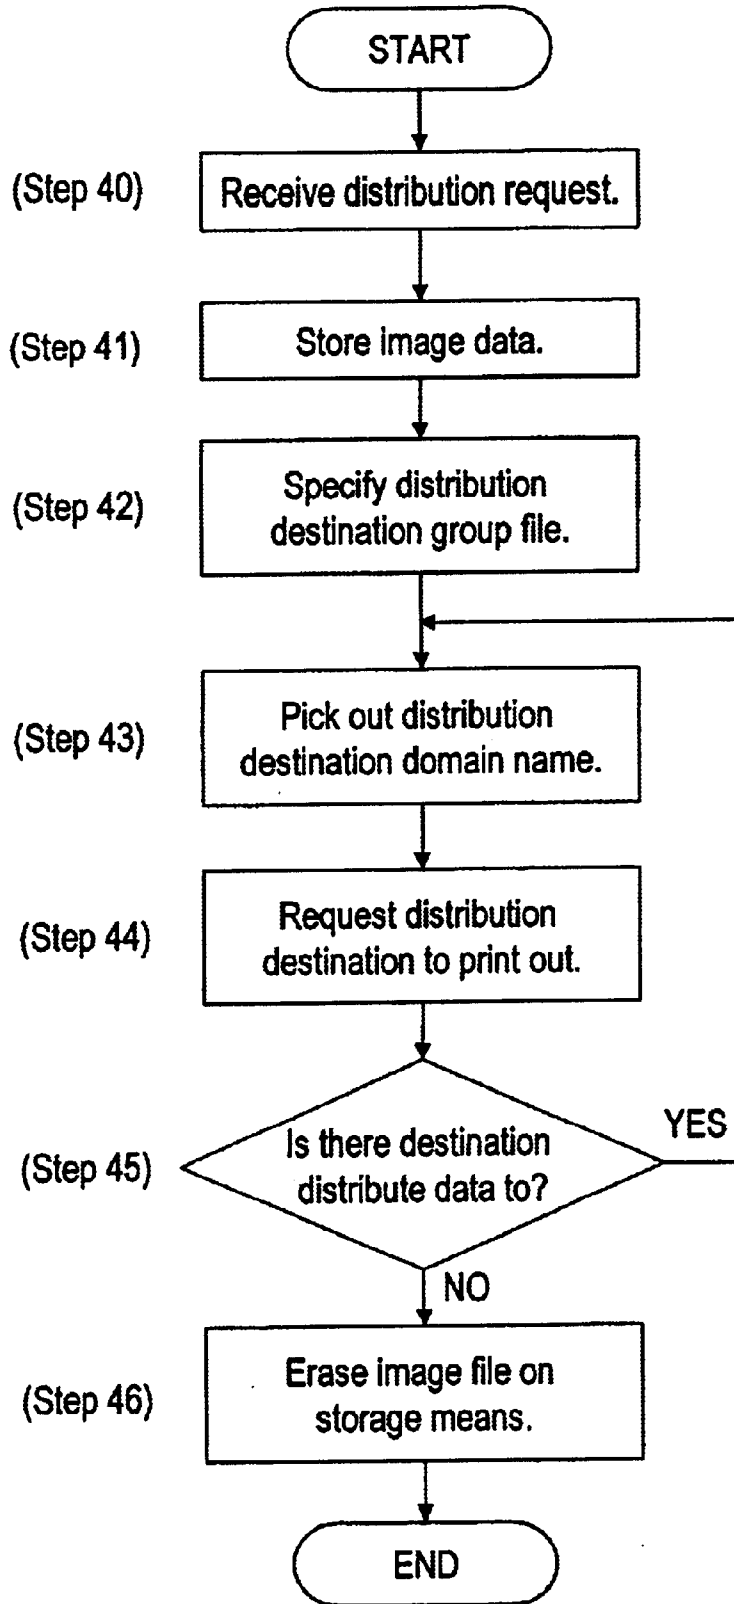 START
(Step 40)
Receive distribution request.
(Step 41)
Store image data.
(Step 42)
Specify distribution
destination group file.
(Step 43)
Pick out distribution
destination domain name.
(Step 44)
Request distribution
destination to print out.
(Step 45)
Is there destination
distribute data to?
YES
NO
(Step 46)
Erase image file on
storage means.
END